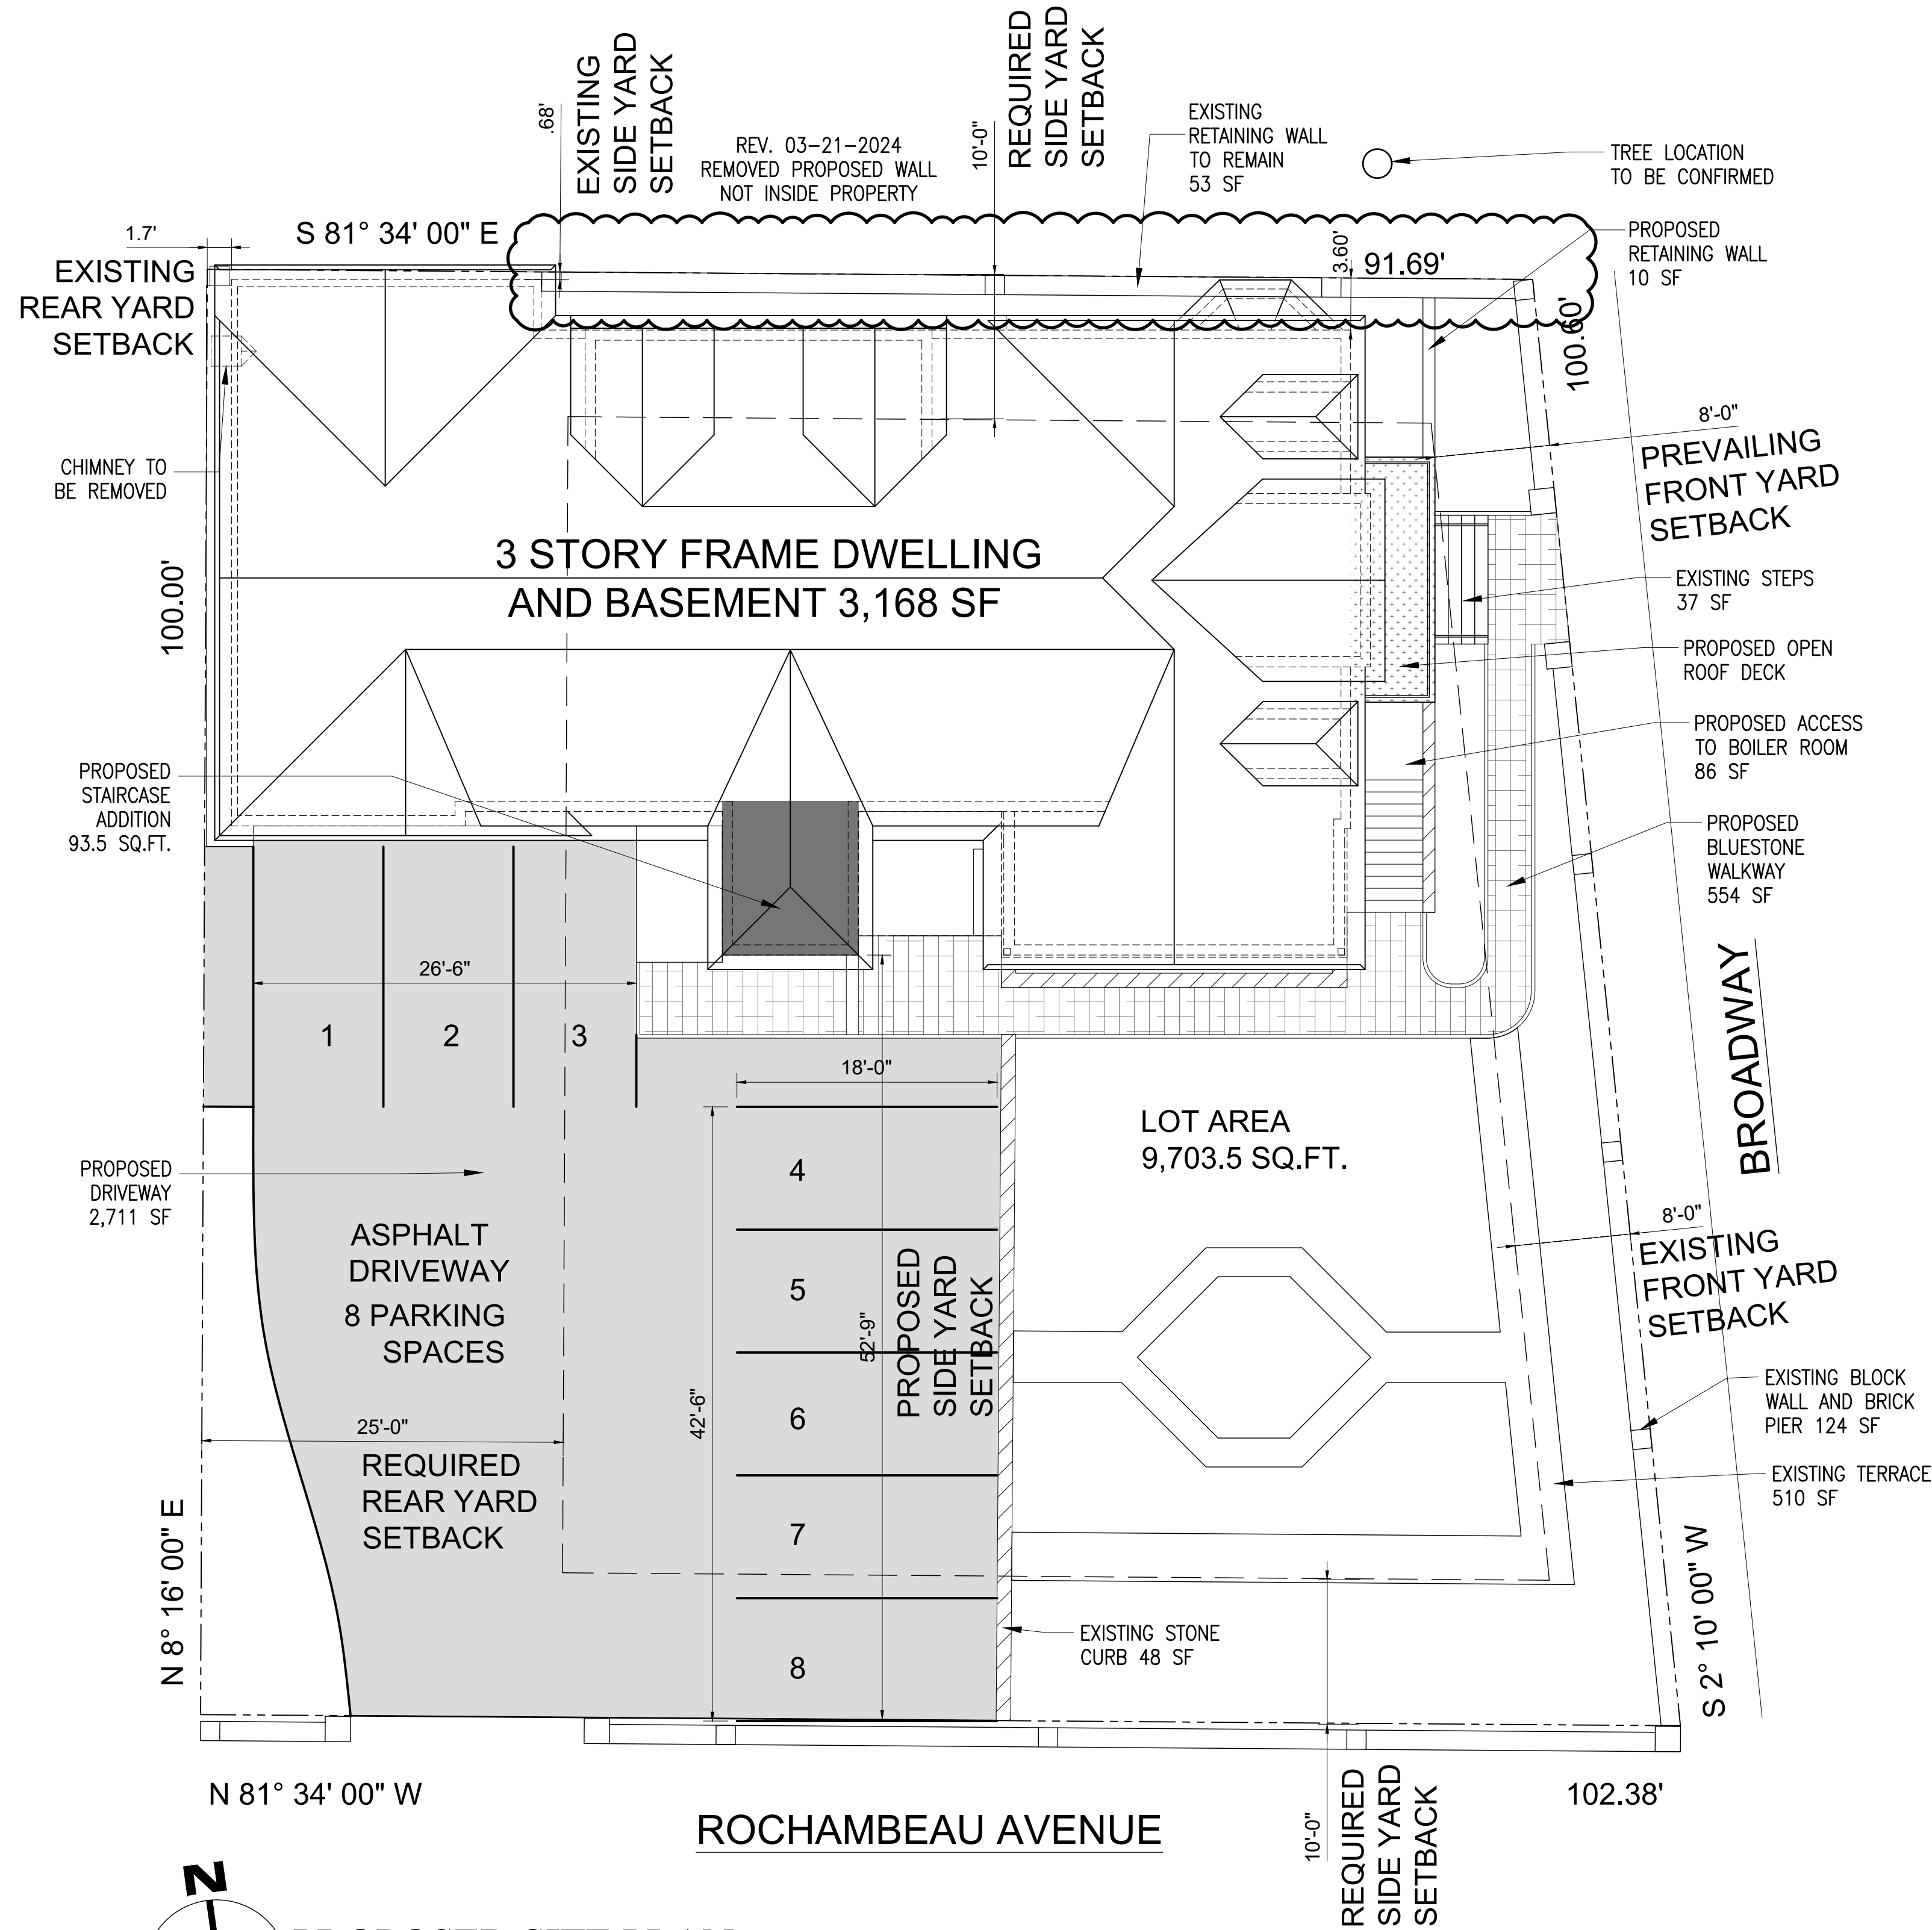 EXISTING
SIDE YARD
SETBACK
.68'
REQUIRED
SIDE YARD
SETBACK
10'-0"
REV. 03-21-2024
REMOVED PROPOSED WALL
NOT INSIDE PROPERTY
EXISTING
RETAINING WALL
TO REMAIN
53 SF
TREE LOCATION
TO BE CONFIRMED
PROPOSED
RETAINING WALL
10 SF
1.7'
S 81° 34' 00" E
3.60'
91.69'
EXISTING
REAR YARD
SETBACK
100.60'
8'-0"
PREVAILING
FRONT YARD
SETBACK
CHIMNEY TO
BE REMOVED
3 STORY FRAME DWELLING
AND BASEMENT 3,168 SF
100.00'
EXISTING STEPS
37 SF
PROPOSED OPEN
ROOF DECK
PROPOSED ACCESS
TO BOILER ROOM
86 SF
PROPOSED
STAIRCASE
ADDITION
93.5 SQ.FT.
PROPOSED
BLUESTONE
WALKWAY
554 SF
26'-6"
1
2
3
18'-0"
BROADWAY
LOT AREA
9,703.5 SQ.FT.
4
PROPOSED
DRIVEWAY
2,711 SF
ASPHALT
DRIVEWAY
8 PARKING
SPACES
5
52'-9"
PROPOSED
SIDE YARD
SETBACK
8'-0"
EXISTING
FRONT YARD
SETBACK
42'-6"
6
25'-0"
REQUIRED
REAR YARD
SETBACK
EXISTING BLOCK
WALL AND BRICK
PIER 124 SF
EXISTING TERRACE
510 SF
7
N 8° 16' 00" E
S 2° 10' 00" W
EXISTING STONE
CURB 48 SF
8
N 81° 34' 00" W
102.38'
ROCHAMBEAU AVENUE
10'-0"
REQUIRED
SIDE YARD
SETBACK
N